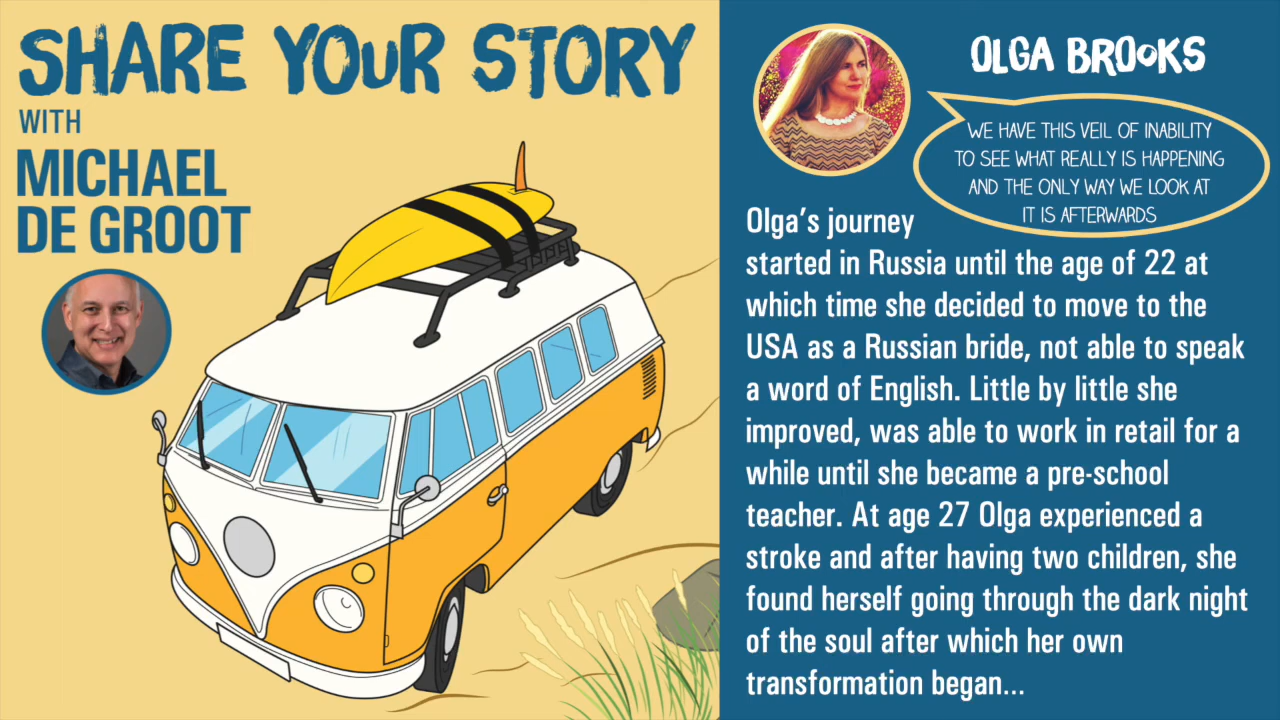 SHARE YOUR STORY
WITH
MICHAEL
DE GROOT
OLGA BROOKS
WE HAVE THIS VEIL OF INABILITY
TO SEE WHAT REALLY IS HAPPENING
AND THE ONLY WAY WE LOOK AT
IT IS AFTERWARDS
Olga's journey
started in Russia until the age of 22 at
which time she decided to move to the
USA as a Russian bride, not able to speak
a word of English. Little by little she
improved, was able to work in retail for a
while until she became a pre-school
teacher. At age 27 Olga experienced a
stroke and after having two children, she
found herself going through the dark night
of the soul after which her own
transformation began...